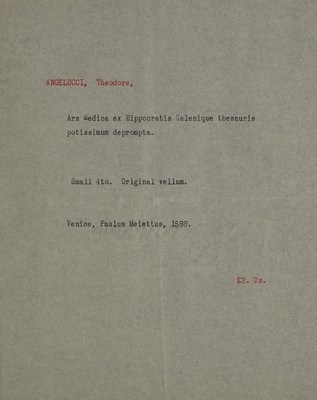 ANGELUCCI, Theodore,
Ars Medica ex Hippocratis Galenique thesauris
potissimum deprompta.
Small 4to. Original vellum.
Venice, Paulus Meiettus, 1588.
£2. 2s.